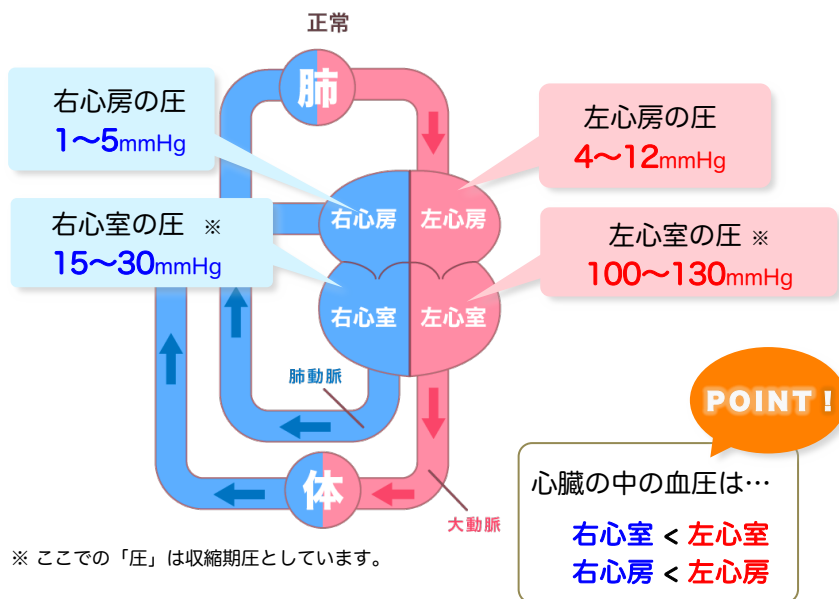 正常
肺
右心房の圧
1〜5mmHg
左心房の圧
4〜12mmHg
右心室の圧 ※
15〜30mmHg
左心室の圧 ※
100〜130mmHg
右心房
左心房
右心室
左心室
肺動脈
体
大動脈
POINT!
心臓の中の血圧は…
右心室 < 左心室
右心房 < 左心房
※ ここでの「圧」は収縮期圧としています。